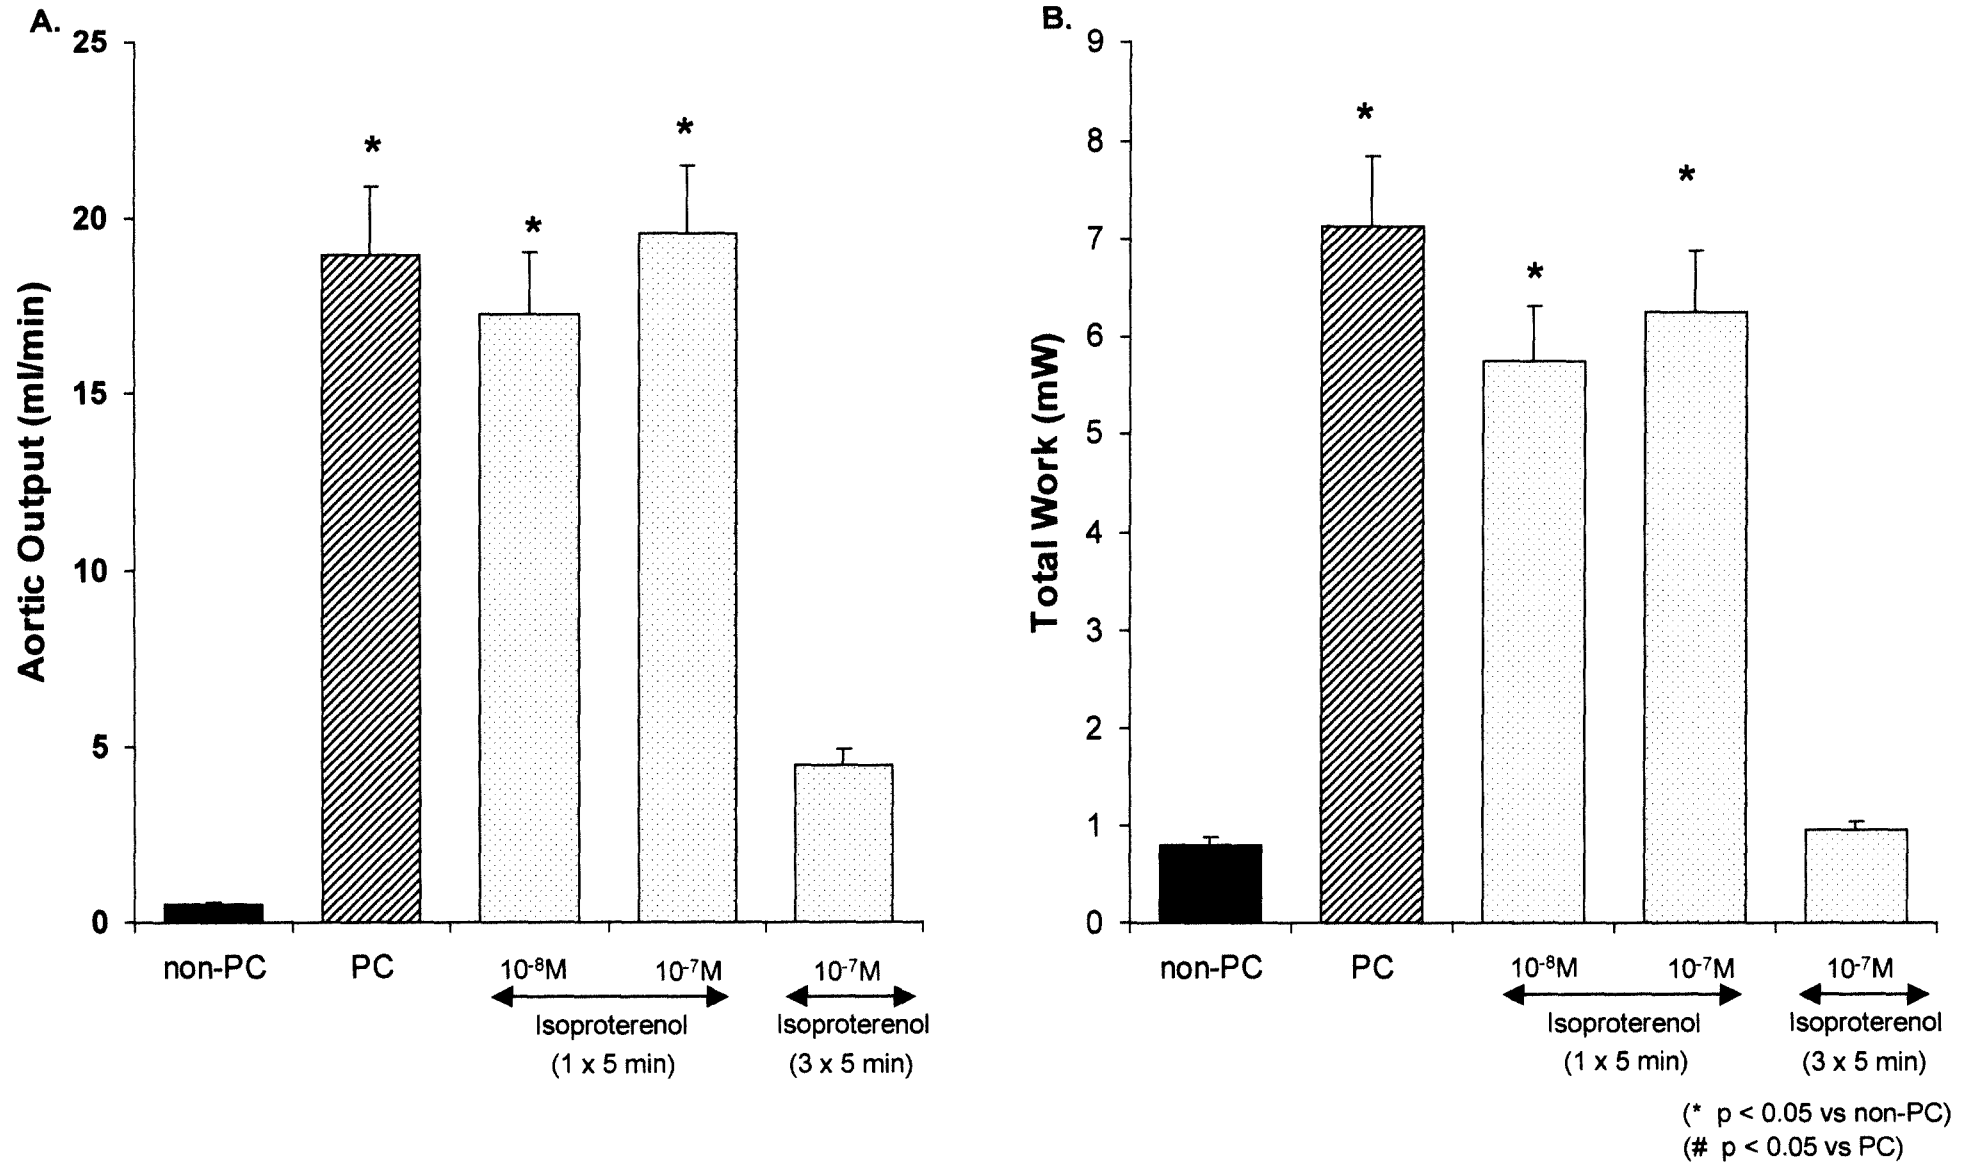 A.
Aortic Output (ml/min)
25
20
15
10
5
0
* * *
non-PC PC 10-8M 10-7M 10-7M
Isoproterenol Isoproterenol
(1 x 5 min) (3 x 5 min)
B.
Total Work (mW)
9
8
7
6
5
4
3
2
1
0
* * *
non-PC PC 10-8M 10-7M 10-7M
Isoproterenol Isoproterenol
(1 x 5 min) (3 x 5 min)
(* p < 0.05 vs non-PC)
(# p < 0.05 vs PC)